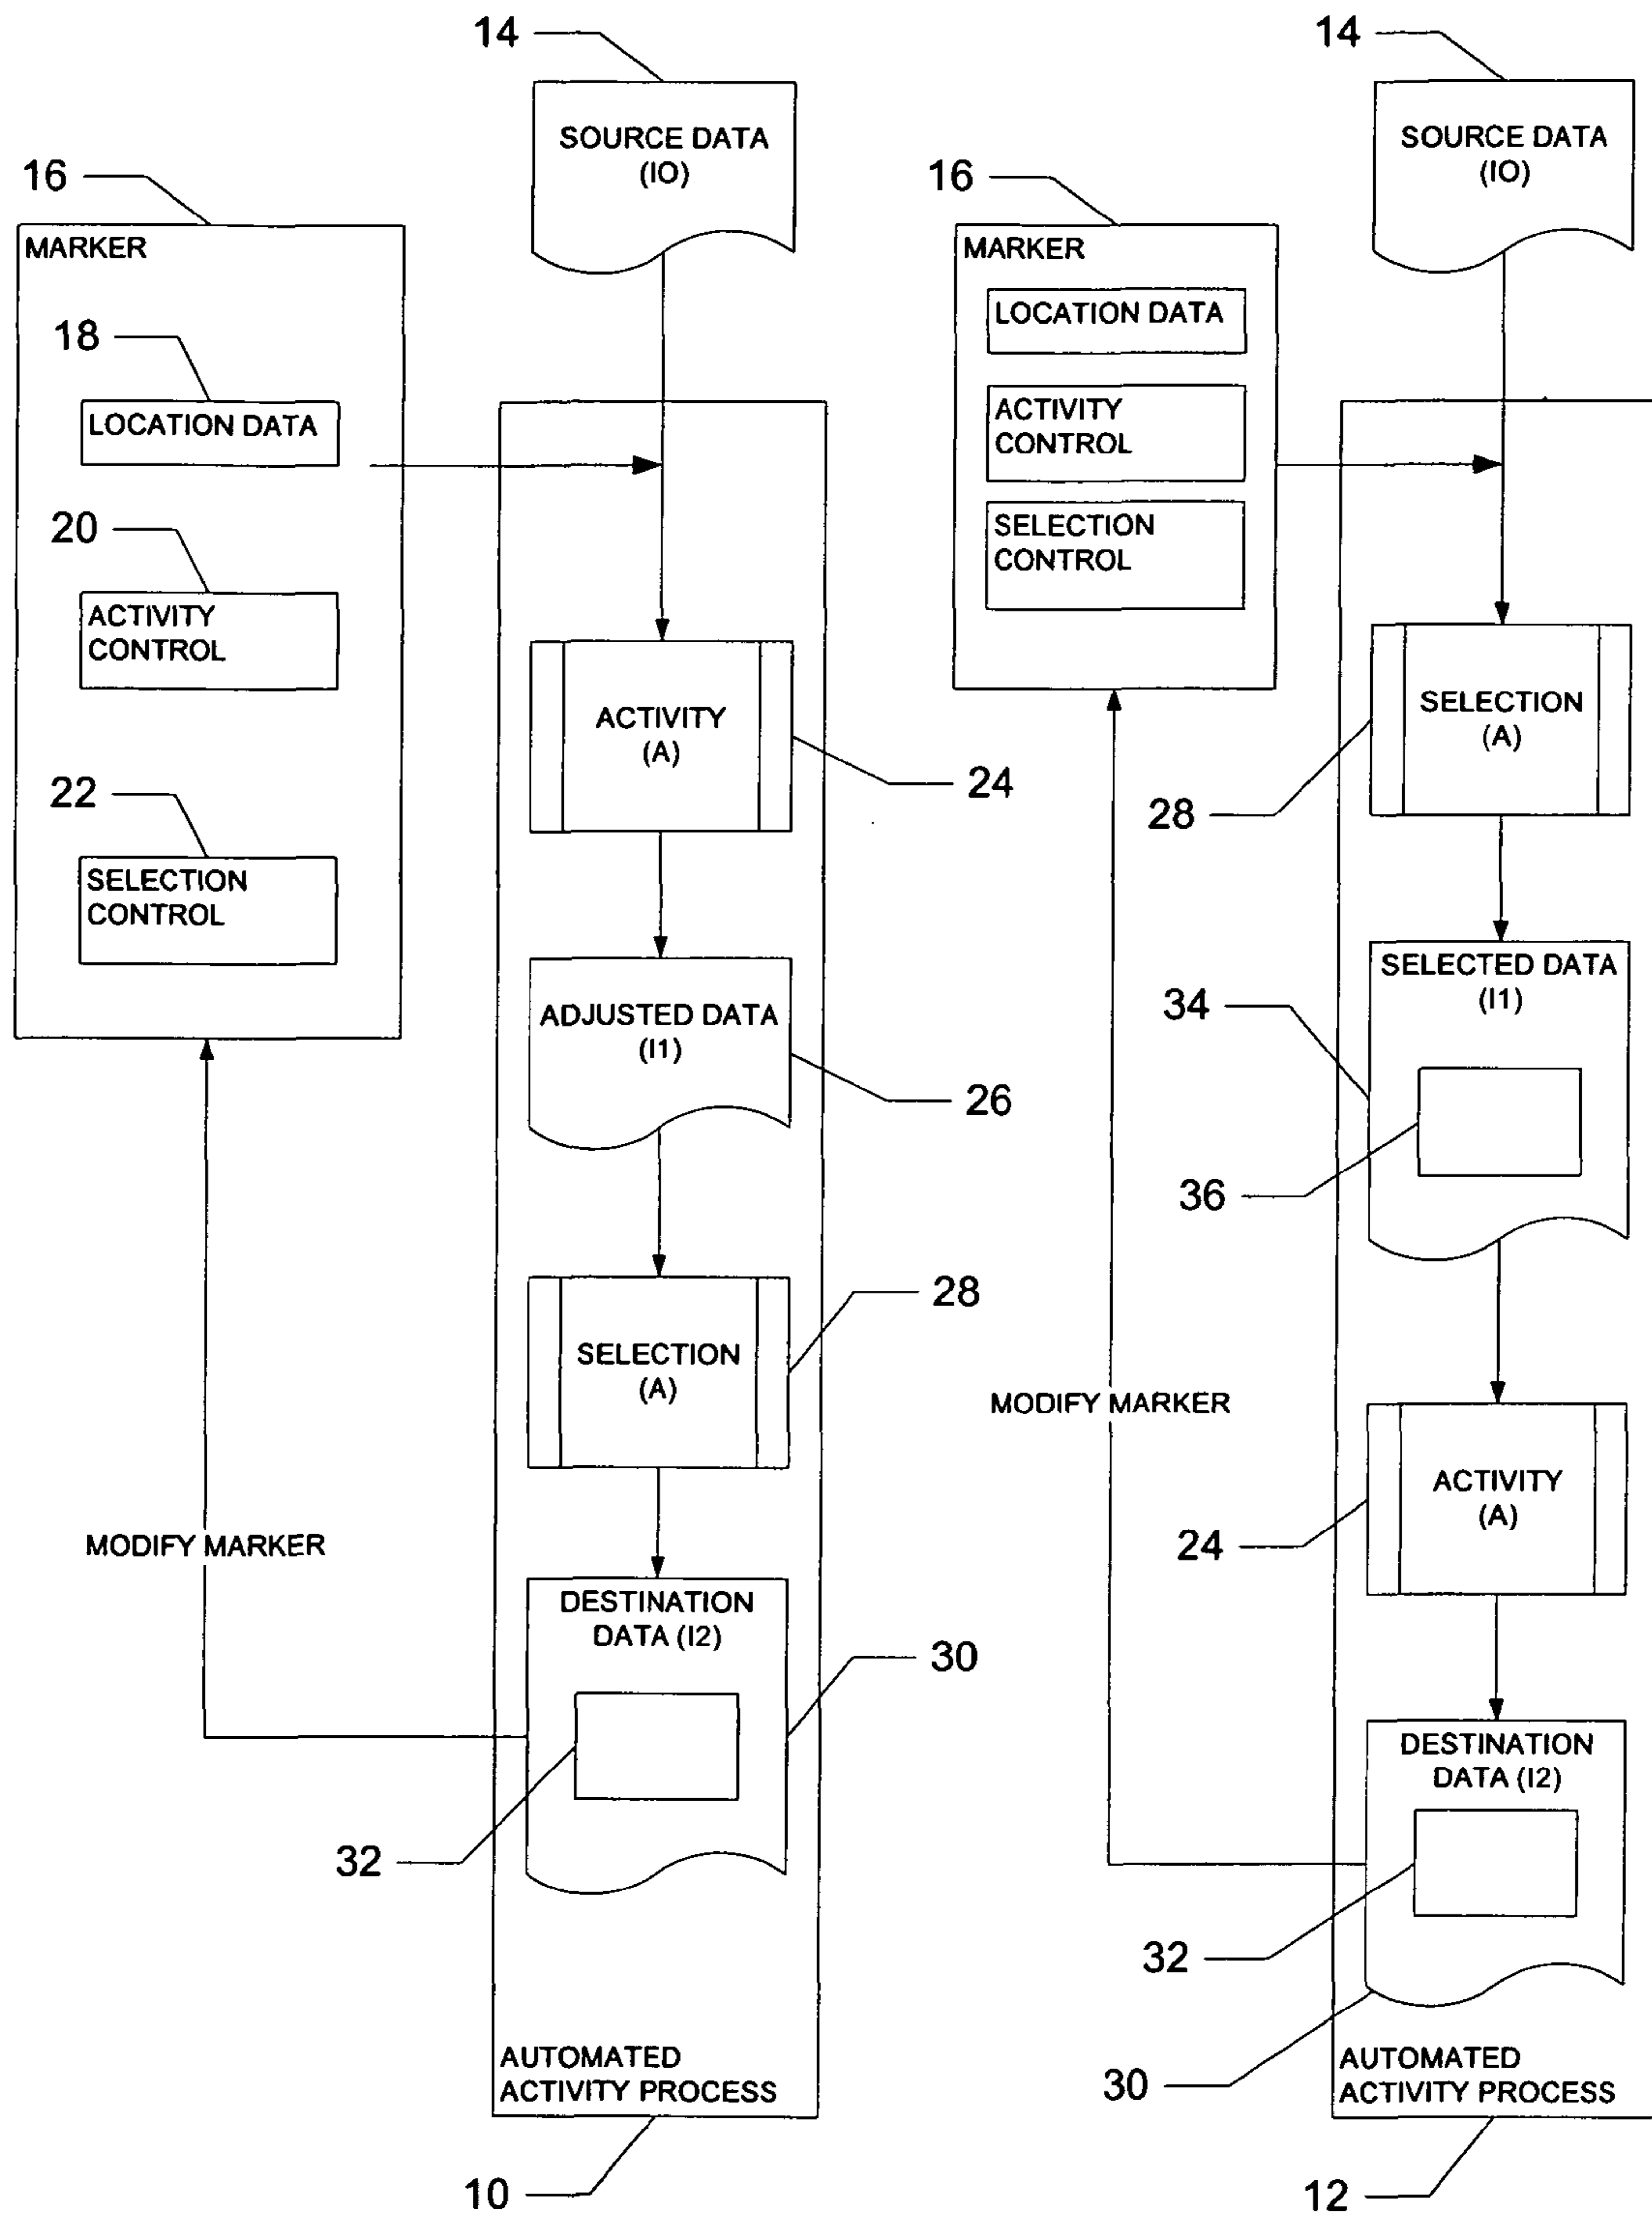 14
SOURCE DATA
(IO)
16
MARKER
18
LOCATION DATA
20
ACTIVITY
CONTROL
22
SELECTION
CONTROL
ACTIVITY
(A)
24
ADJUSTED DATA
(I1)
26
SELECTION
(A)
28
MODIFY MARKER
DESTINATION
DATA (I2)
30
32
AUTOMATED
ACTIVITY PROCESS
10
14
SOURCE DATA
(IO)
16
MARKER
LOCATION DATA
ACTIVITY
CONTROL
SELECTION
CONTROL
SELECTION
(A)
28
SELECTED DATA
(I1)
34
36
MODIFY MARKER
ACTIVITY
(A)
24
DESTINATION
DATA (I2)
32
30
AUTOMATED
ACTIVITY PROCESS
12